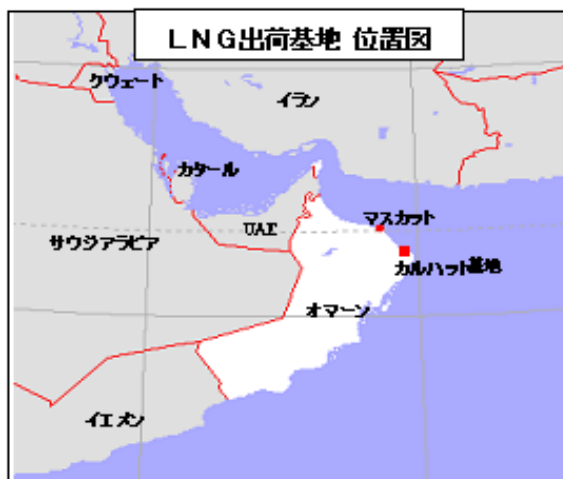 LNG出荷基地 位置図
クウェート
イラン
カタール
マスカット
UAE
サウジアラビア
カルハット基地
オマーン
イエメン